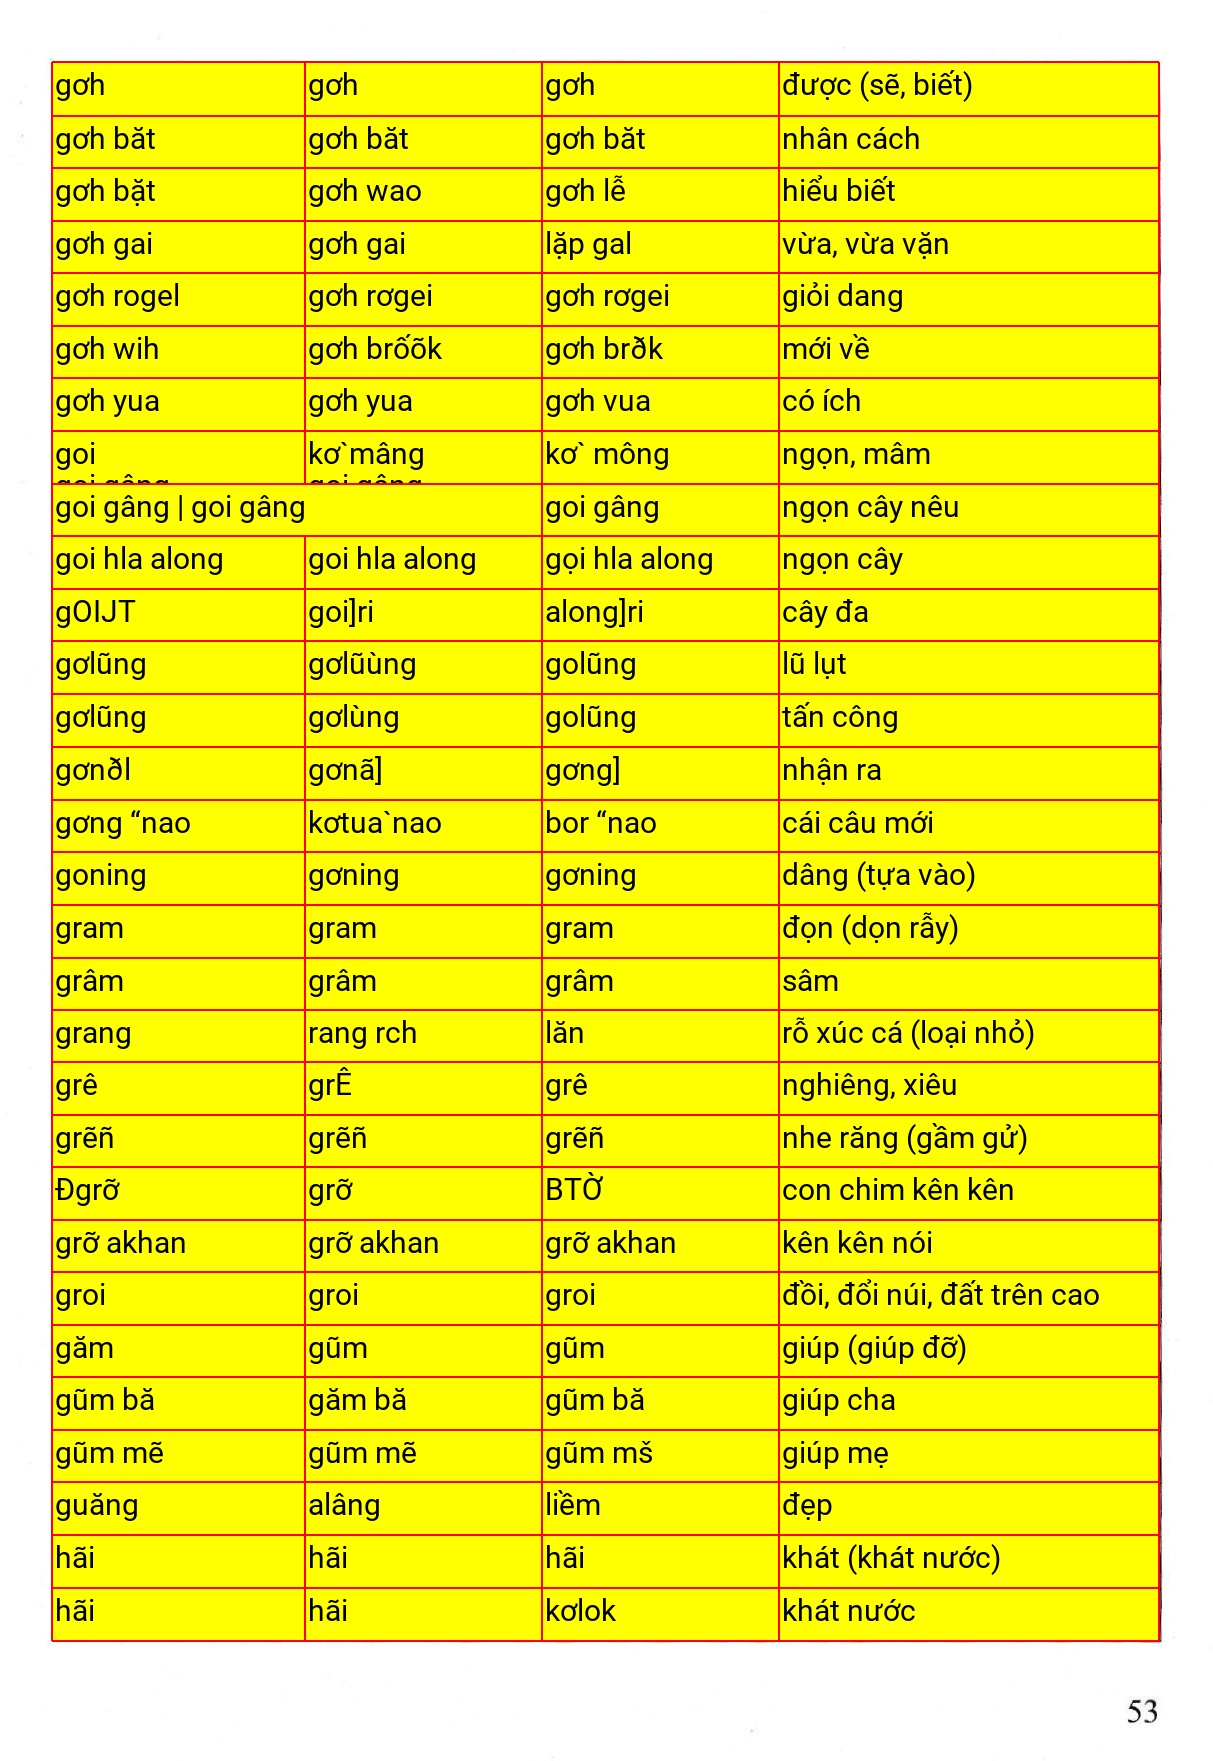 gơh gơh gơh được (sẽ, biết)
gơh băt gơh băt gơh băt nhân cách
gơh bặt gơh wao gơh lễ hiểu biết
gơh gai gơh gai lặp gal vừa, vừa vặn
gơh rogel gơh rơgei gơh rơgei giỏi dang
gơh wih gơh brốõk gơh brðk mới về
gơh yua gơh yua gơh vua có ích
goi kơ`mâng kơ` mông ngọn, mâm
goi gâng goi gâng
goi gâng | goi gâng goi gâng ngọn cây nêu
goi hla along goi hla along gọi hla along ngọn cây
gOIJT goi]ri along]ri cây đa
gơlũng gơlũùng golũng lũ lụt
gơlũng gơlùng golũng tấn công
gơnðl gơnã] gơng] nhận ra
gơng “nao kơtua`nao bor “nao cái câu mới
goning gơning gơning dâng (tựa vào)
gram gram gram đọn (dọn rẫy)
grâm grâm grâm sâm
grang rang rch lăn rỗ xúc cá (loại nhỏ)
grê grÊ grê nghiêng, xiêu
grẽñ grẽñ grẽñ nhe răng (gầm gử)
Đgrỡ grỡ BTỜ con chim kên kên
grỡ akhan grỡ akhan grỡ akhan kên kên nói
groi groi groi đồi, đổi núi, đất trên cao
găm gũm gũm giúp (giúp đỡ)
gũm bă găm bă gũm bă giúp cha
gũm mẽ gũm mẽ gũm mš giúp mẹ
guăng alâng liềm đẹp
hãi hãi hãi khát (khát nước)
hãi hãi kơlok khát nước
53